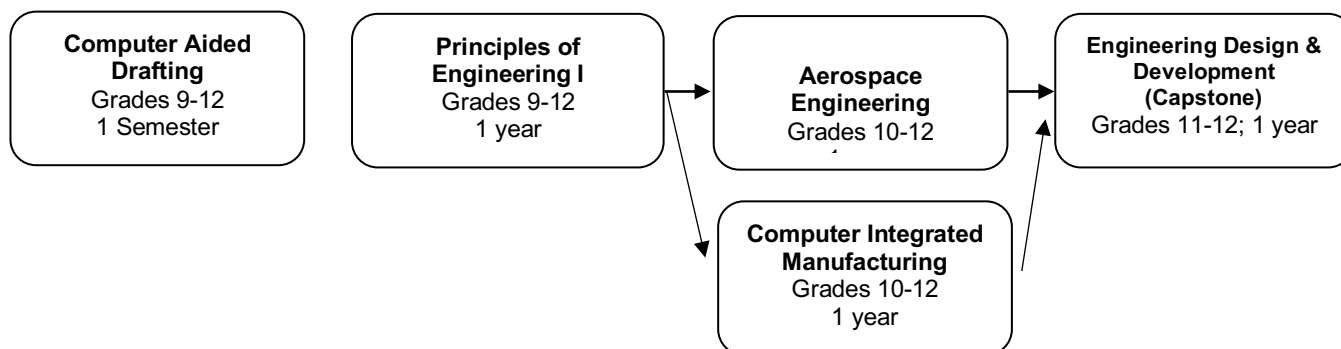 Computer Aided
Drafting
Grades 9-12
1 Semester
Principles of
Engineering I
Grades 9-12
1 year
Aerospace
Engineering
Grades 10-12
Engineering Design &
Development
(Capstone)
Grades 11-12; 1 year
Computer Integrated
Manufacturing
Grades 10-12
1 year